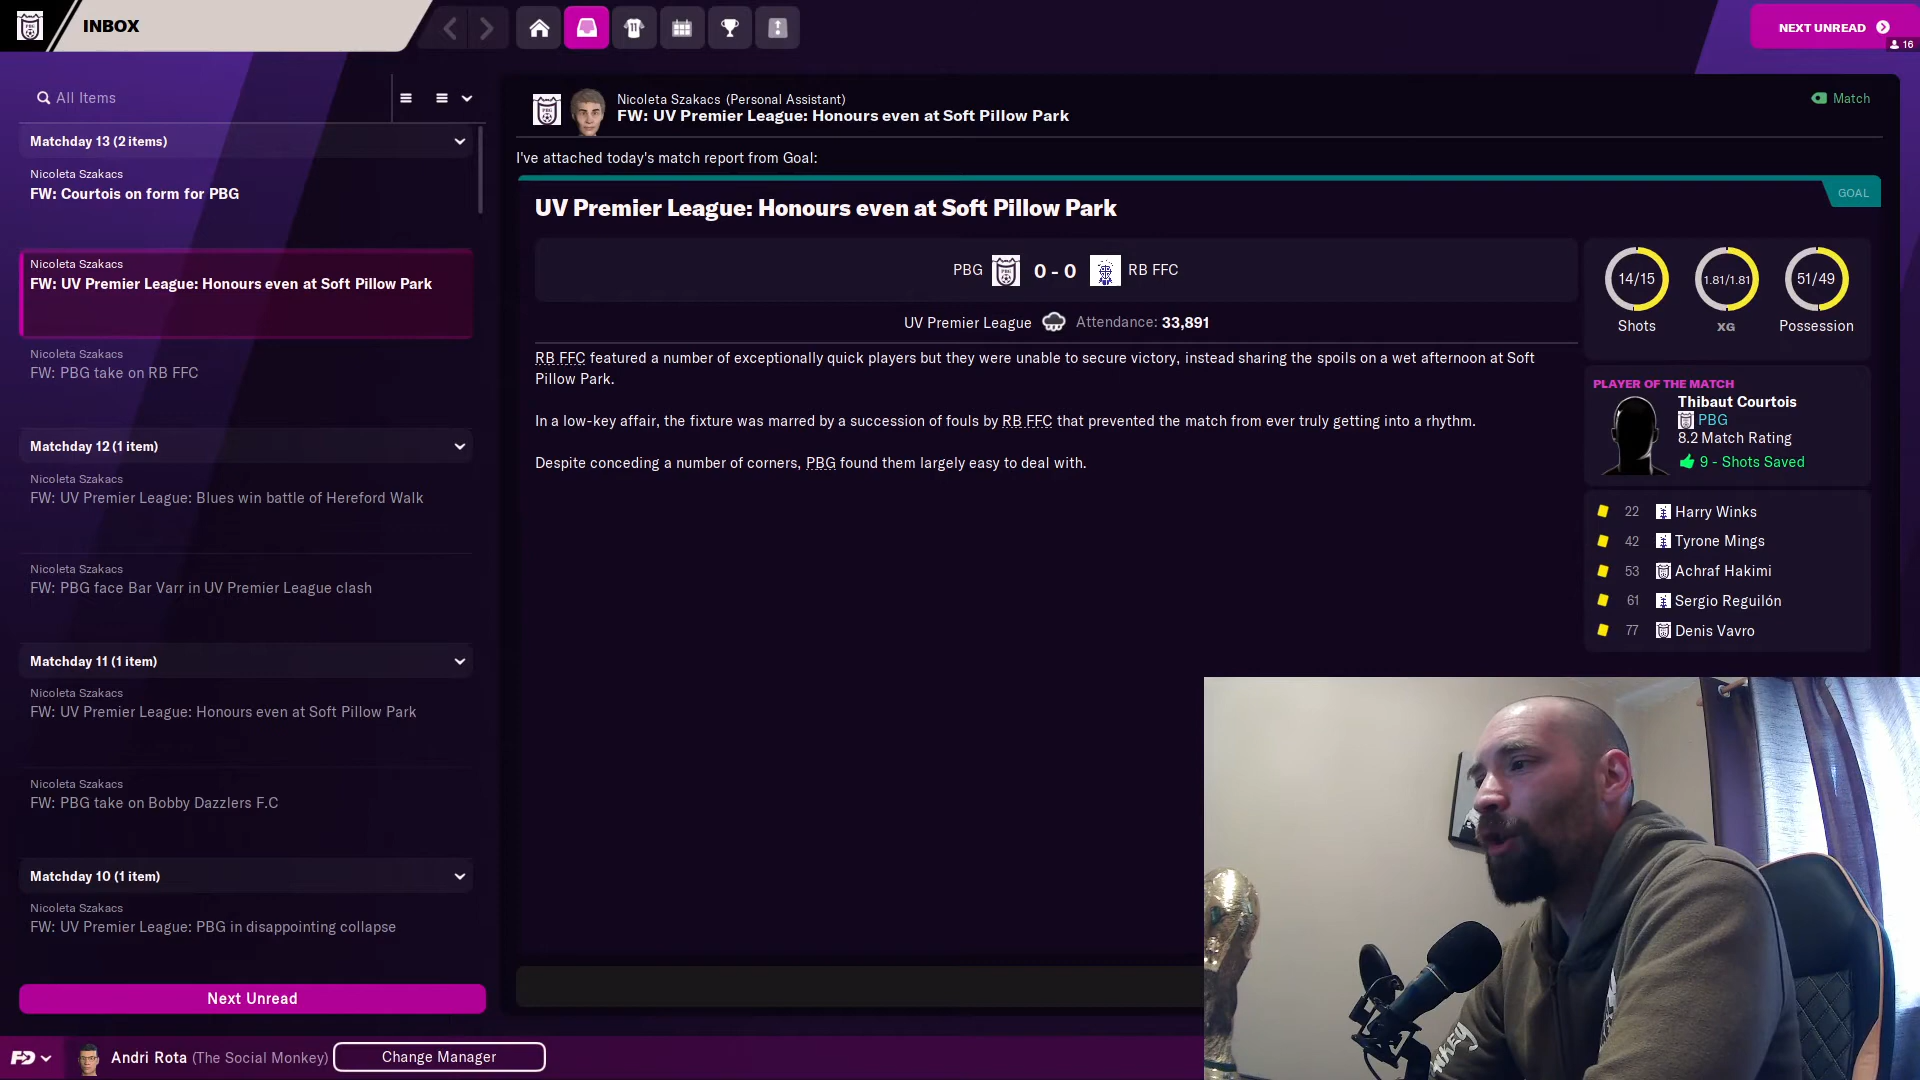 INBOX
NEXT UNREAD
16
All Items
Matchday 13 (2 items)
Nicoleta Szakacs
FW: Courtois on form for PBG
Nicoleta Szakacs
FW: UV Premier League: Honours even at Soft Pillow Park
Nicoleta Szakacs
FW: PBG take on RB FFC
Matchday 12 (1 item)
Nicoleta Szakacs
FW: UV Premier League: Blues win battle of Hereford Walk
Nicoleta Szakacs
FW: PBG face Bar Varr in UV Premier League clash
Matchday 11 (1 item)
Nicoleta Szakacs
FW: UV Premier League: Honours even at Soft Pillow Park
Nicoleta Szakacs
FW: PBG take on Bobby Dazzlers F.C
Matchday 10 (1 item)
Nicoleta Szakacs
FW: UV Premier League: PBG in disappointing collapse
Next Unread
Nicoleta Szakacs (Personal Assistant)
FW: UV Premier League: Honours even at Soft Pillow Park
Match
I've attached today's match report from Goal:
GOAL
UV Premier League: Honours even at Soft Pillow Park
PBG 0 - 0 RB FFC
UV Premier League Attendance: 33,891
RB FFC featured a number of exceptionally quick players but they were unable to secure victory, instead sharing the spoils on a wet afternoon at Soft
Pillow Park.
In a low-key affair, the fixture was marred by a succession of fouls by RB FFC that prevented the match from ever truly getting into a rhythm.
Despite conceding a number of corners, PBG found them largely easy to deal with.
14/15 1.81/1.81 51/49
Shots XG Possession
PLAYER OF THE MATCH
Thibaut Courtois
PBG
8.2 Match Rating
9 - Shots Saved
22 Harry Winks
42 Tyrone Mings
53 Achraf Hakimi
61 Sergio Reguilón
77 Denis Vavro
Andri Rota (The Social Monkey)
Change Manager